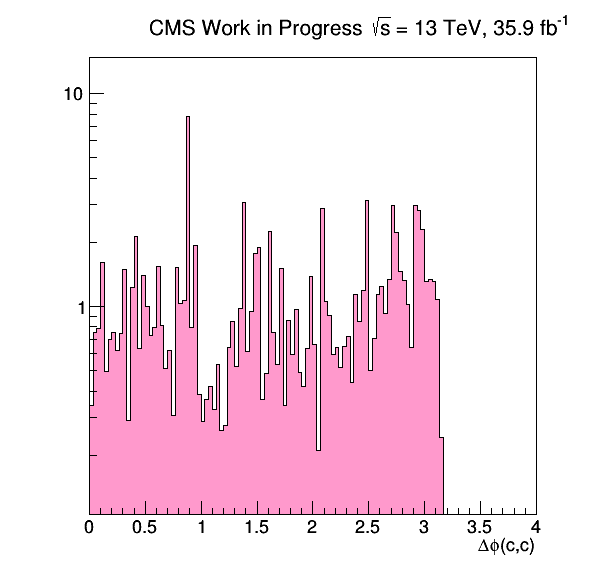 CMS Work in Progress √s = 13 TeV, 35.9 fb⁻¹
10
1
0 0.5 1 1.5 2 2.5 3 3.5 4
Δϕ(c,c)